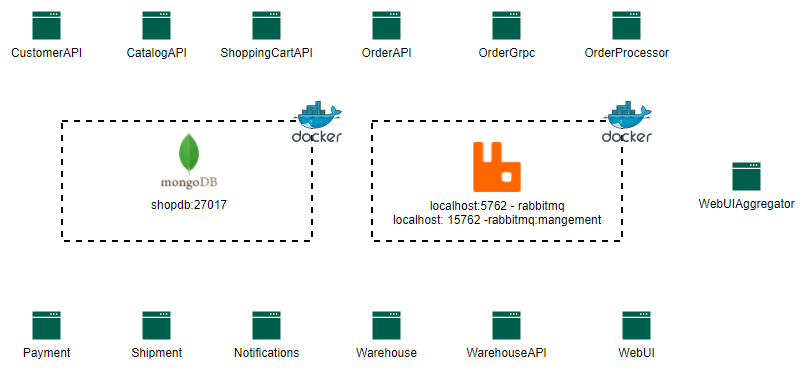 CustomerAPI
CatalogAPI
ShoppingCartAPI
OrderAPI
OrderGrpc
OrderProcessor
docker
docker
mongoDB
shopdb:27017
localhost:5762 - rabbitmq
localhost: 15762 -rabbitmq:mangement
WebUIAggregator
Payment
Shipment
Notifications
Warehouse
WarehouseAPI
WebUI